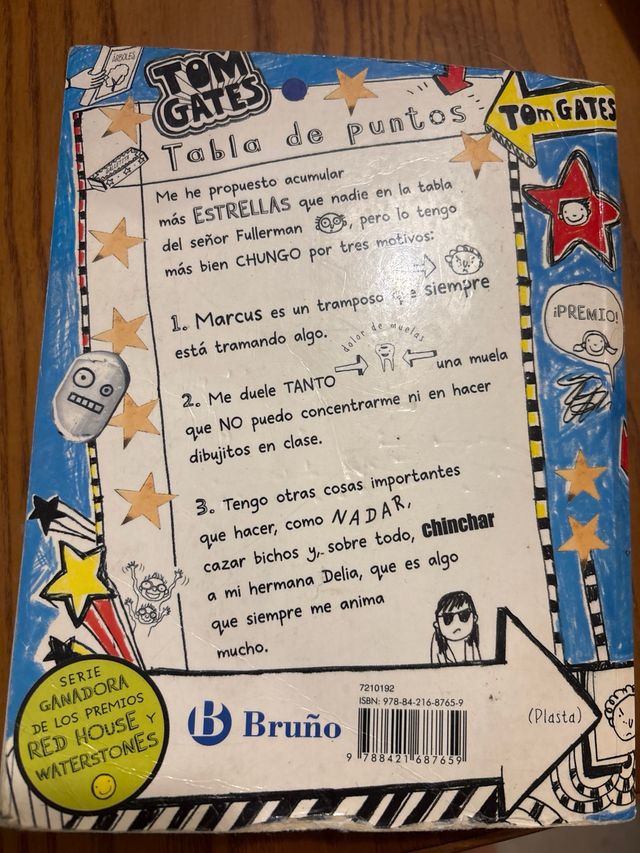 ÁRBOLES
TOM
GATES
TOM GATES
Tabla de puntos
Me he propuesto acumular
más ESTRELLAS que nadie en la tabla
del señor Fullerman, pero lo tengo
más bien CHUNGO por tres motivos:
1. Marcus es un tramposo que siempre
está tramando algo.
dolor de muelas
2. Me duele TANTO una muela
que NO puedo concentrarme ni en hacer
dibujitos en clase.
3. Tengo otras cosas importantes
que hacer, como NADAR,
cazar bichos y, sobre todo, chinchar
a mi hermana Delia, que es algo
que siempre me anima
mucho.
¡PREMIO!
SERIE
GANADORA
DE LOS PREMIOS
RED HOUSE Y
WATERSTONES
B Bruño
7210192
ISBN: 978-84-216-8765-9
9 788421 687659
(Plasta)